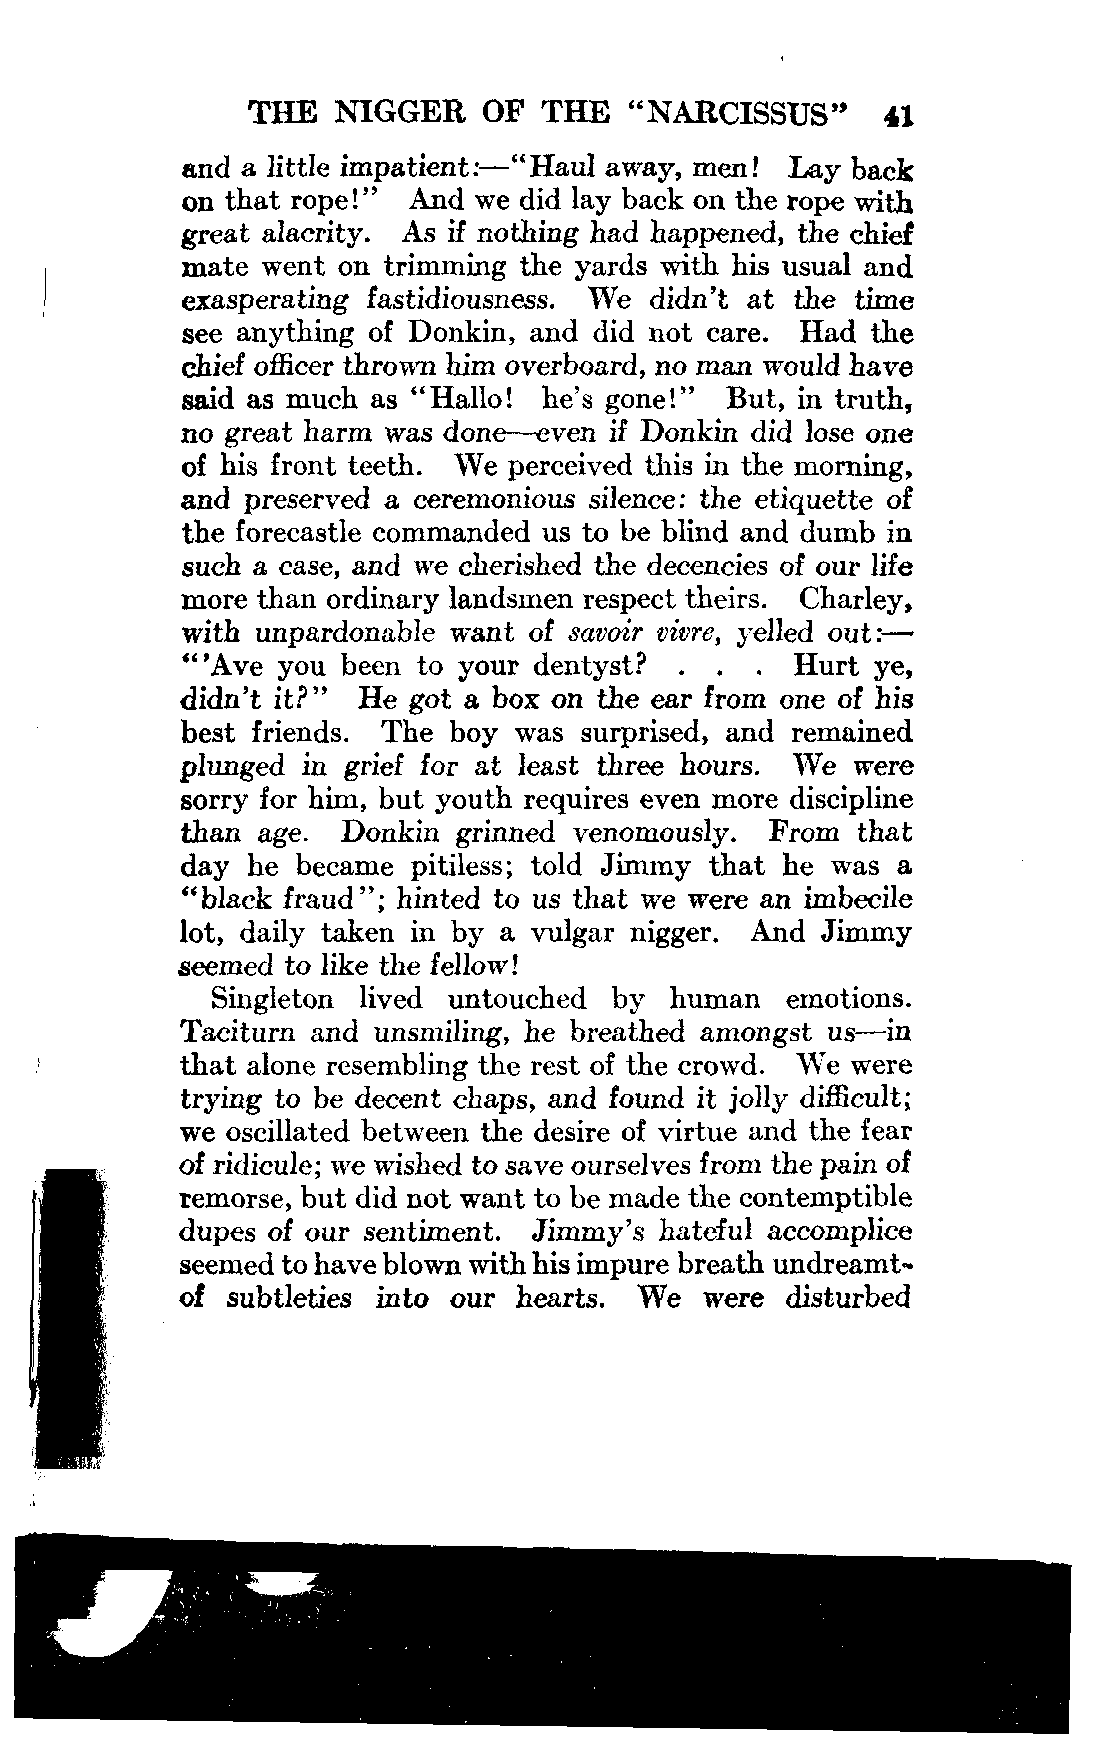 THE NIGGER OF THE “NARCISSUS” 41
and a little impatient:—“Haul away, men! Lay back
on that rope!” And we did lay back on the rope with
great alacrity. As if nothing had happened, the chief
mate went on trimming the yards with his usual and
exasperating fastidiousness. We didn’t at the time
see anything of Donkin, and did not care. Had the
chief officer thrown him overboard, no man would have
said as much as “Hallo! he’s gone!” But, in truth,
no great harm was done—even if Donkin did lose one
of his front teeth. We perceived this in the morning,
and preserved a ceremonious silence: the etiquette of
the forecastle commanded us to be blind and dumb in
such a case, and we cherished the decencies of our life
more than ordinary landsmen respect theirs. Charley,
with unpardonable want of savoir vivre, yelled out:—
“’Ave you been to your dentyst? . . . Hurt ye,
didn’t it?” He got a box on the ear from one of his
best friends. The boy was surprised, and remained
plunged in grief for at least three hours. We were
sorry for him, but youth requires even more discipline
than age. Donkin grinned venomously. From that
day he became pitiless; told Jimmy that he was a
“black fraud”; hinted to us that we were an imbecile
lot, daily taken in by a vulgar nigger. And Jimmy
seemed to like the fellow!
Singleton lived untouched by human emotions.
Taciturn and unsmiling, he breathed amongst us—in
that alone resembling the rest of the crowd. We were
trying to be decent chaps, and found it jolly difficult;
we oscillated between the desire of virtue and the fear
of ridicule; we wished to save ourselves from the pain of
remorse, but did not want to be made the contemptible
dupes of our sentiment. Jimmy’s hateful accomplice
seemed to have blown with his impure breath undreamt-
of subtleties into our hearts. We were disturbed